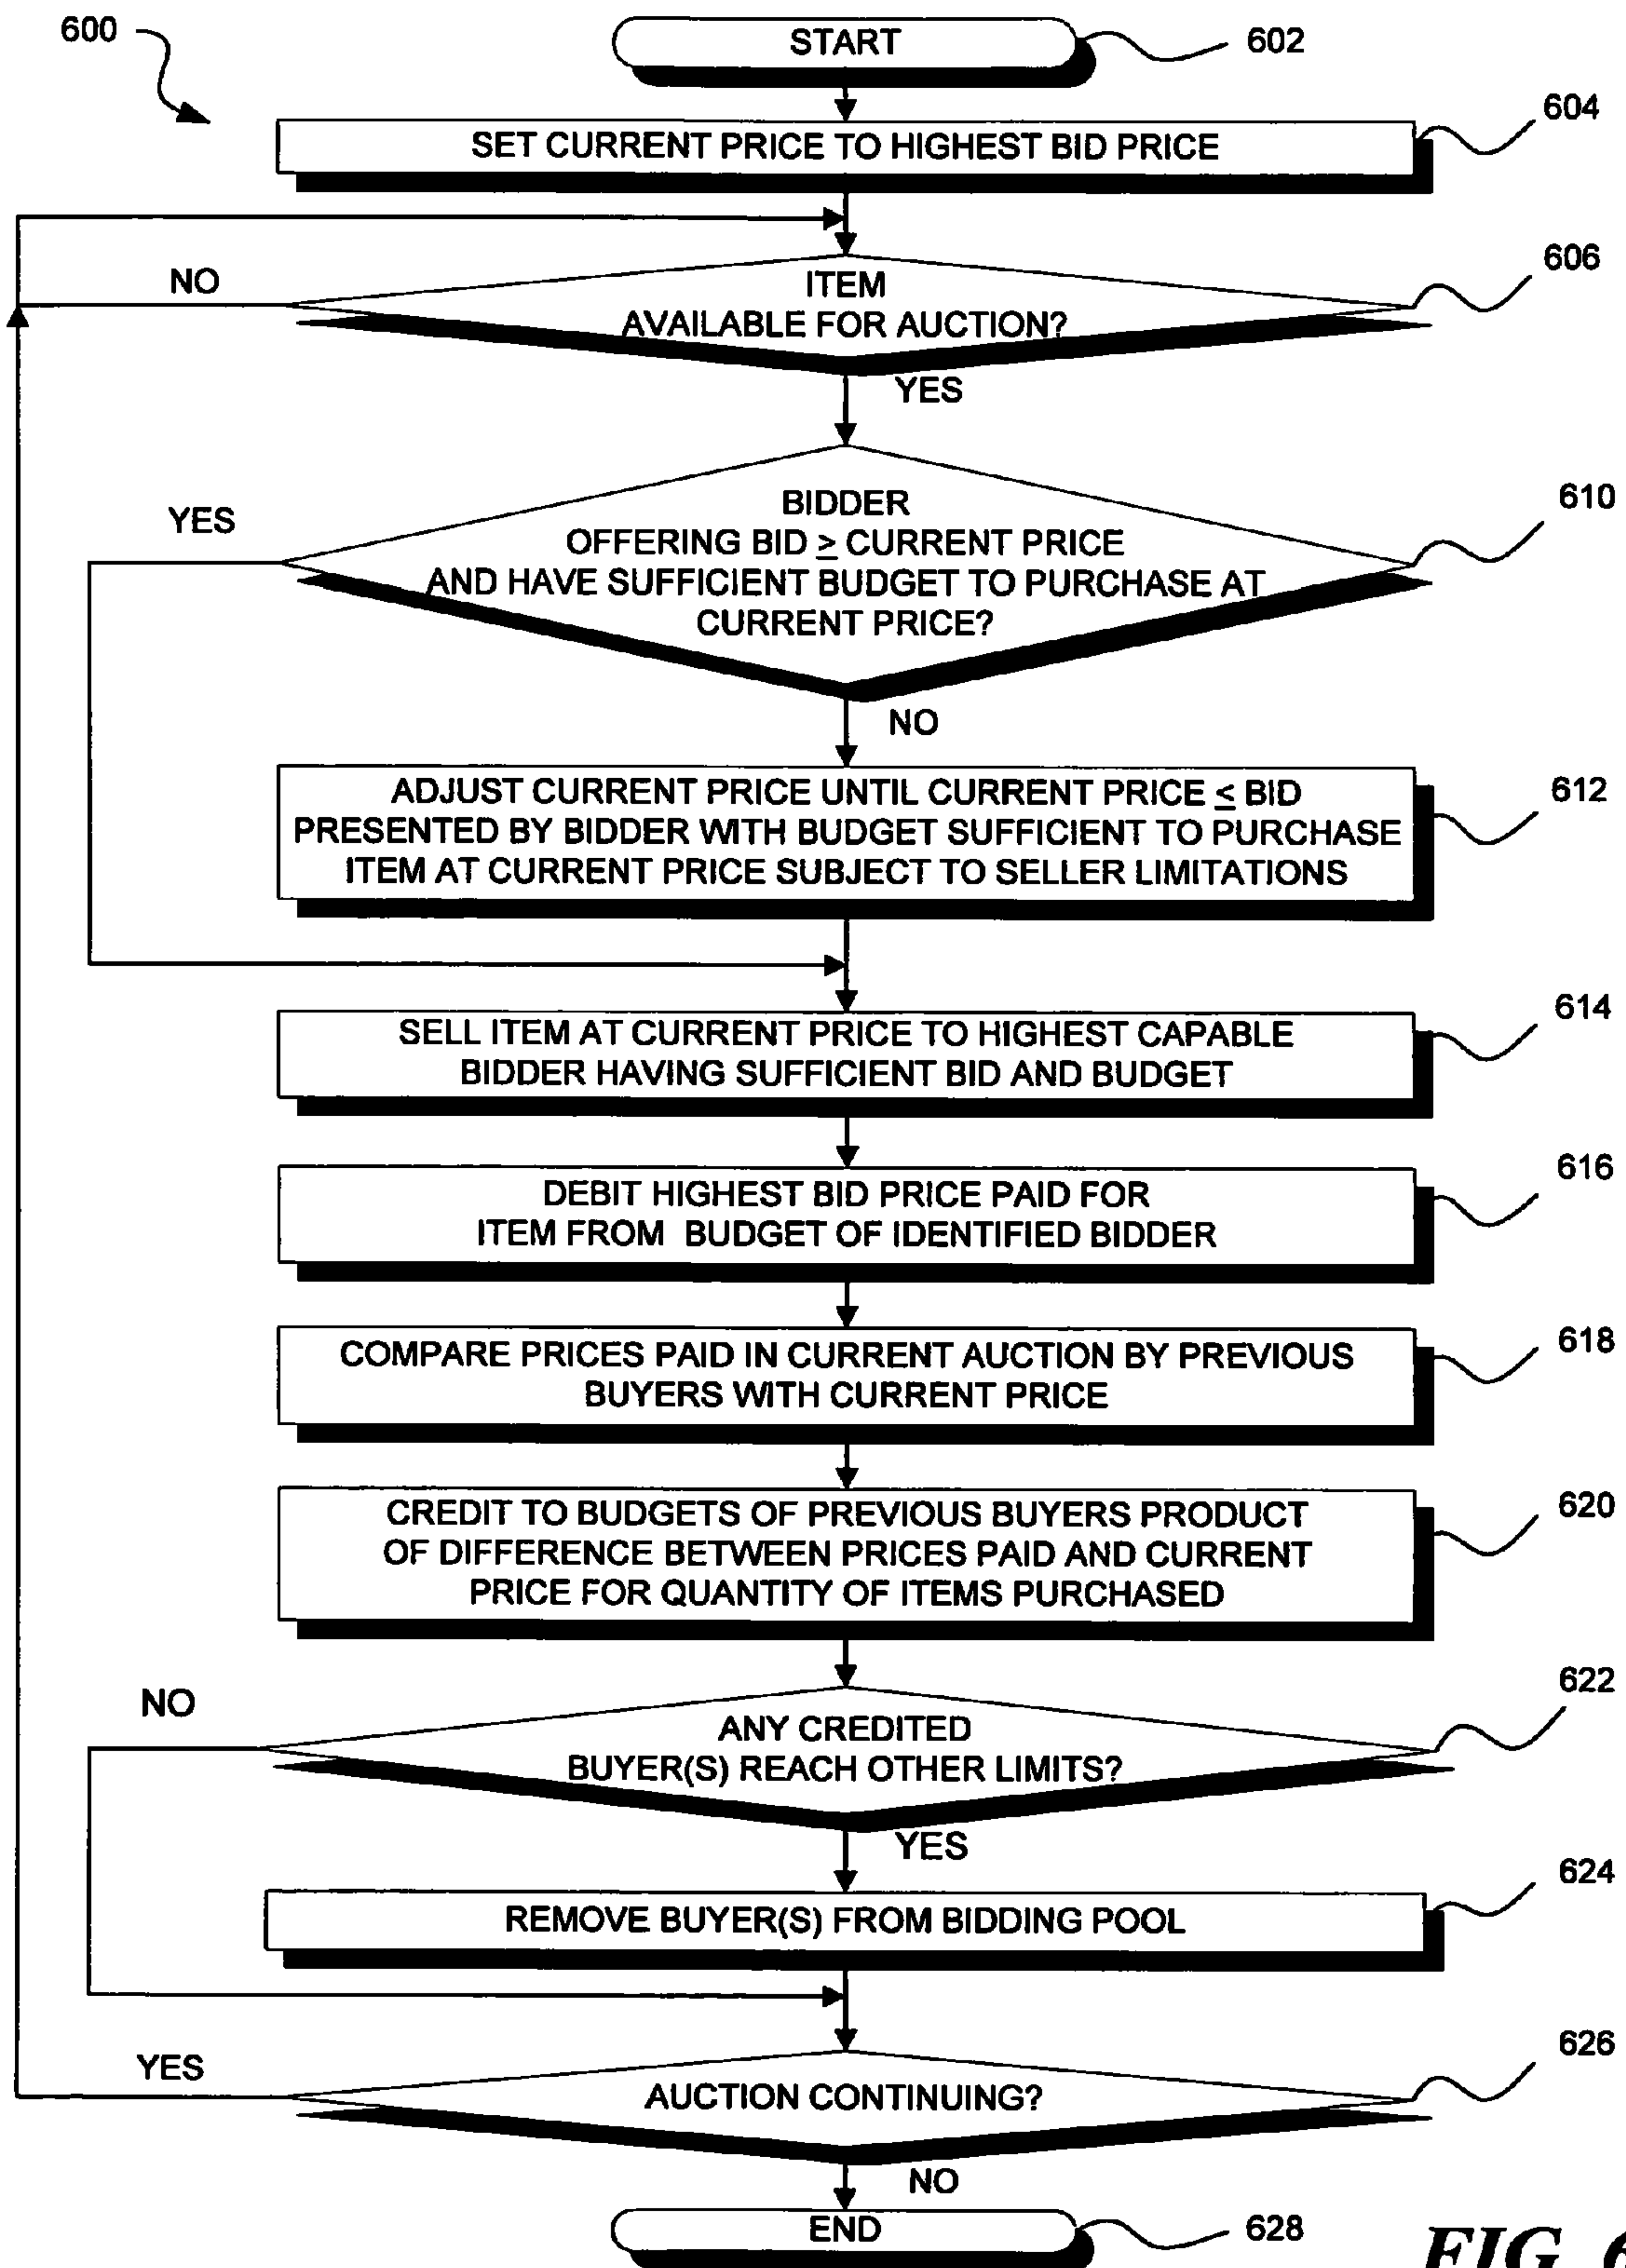 600
START
602
SET CURRENT PRICE TO HIGHEST BID PRICE
604
ITEM
AVAILABLE FOR AUCTION?
606
NO
YES
BIDDER
OFFERING BID ≥ CURRENT PRICE
AND HAVE SUFFICIENT BUDGET TO PURCHASE AT
CURRENT PRICE?
610
YES
NO
ADJUST CURRENT PRICE UNTIL CURRENT PRICE ≤ BID
PRESENTED BY BIDDER WITH BUDGET SUFFICIENT TO PURCHASE
ITEM AT CURRENT PRICE SUBJECT TO SELLER LIMITATIONS
612
SELL ITEM AT CURRENT PRICE TO HIGHEST CAPABLE
BIDDER HAVING SUFFICIENT BID AND BUDGET
614
DEBIT HIGHEST BID PRICE PAID FOR
ITEM FROM BUDGET OF IDENTIFIED BIDDER
616
COMPARE PRICES PAID IN CURRENT AUCTION BY PREVIOUS
BUYERS WITH CURRENT PRICE
618
CREDIT TO BUDGETS OF PREVIOUS BUYERS PRODUCT
OF DIFFERENCE BETWEEN PRICES PAID AND CURRENT
PRICE FOR QUANTITY OF ITEMS PURCHASED
620
ANY CREDITED
BUYER(S) REACH OTHER LIMITS?
622
NO
YES
REMOVE BUYER(S) FROM BIDDING POOL
624
AUCTION CONTINUING?
626
YES
NO
END
628
FIG. 6